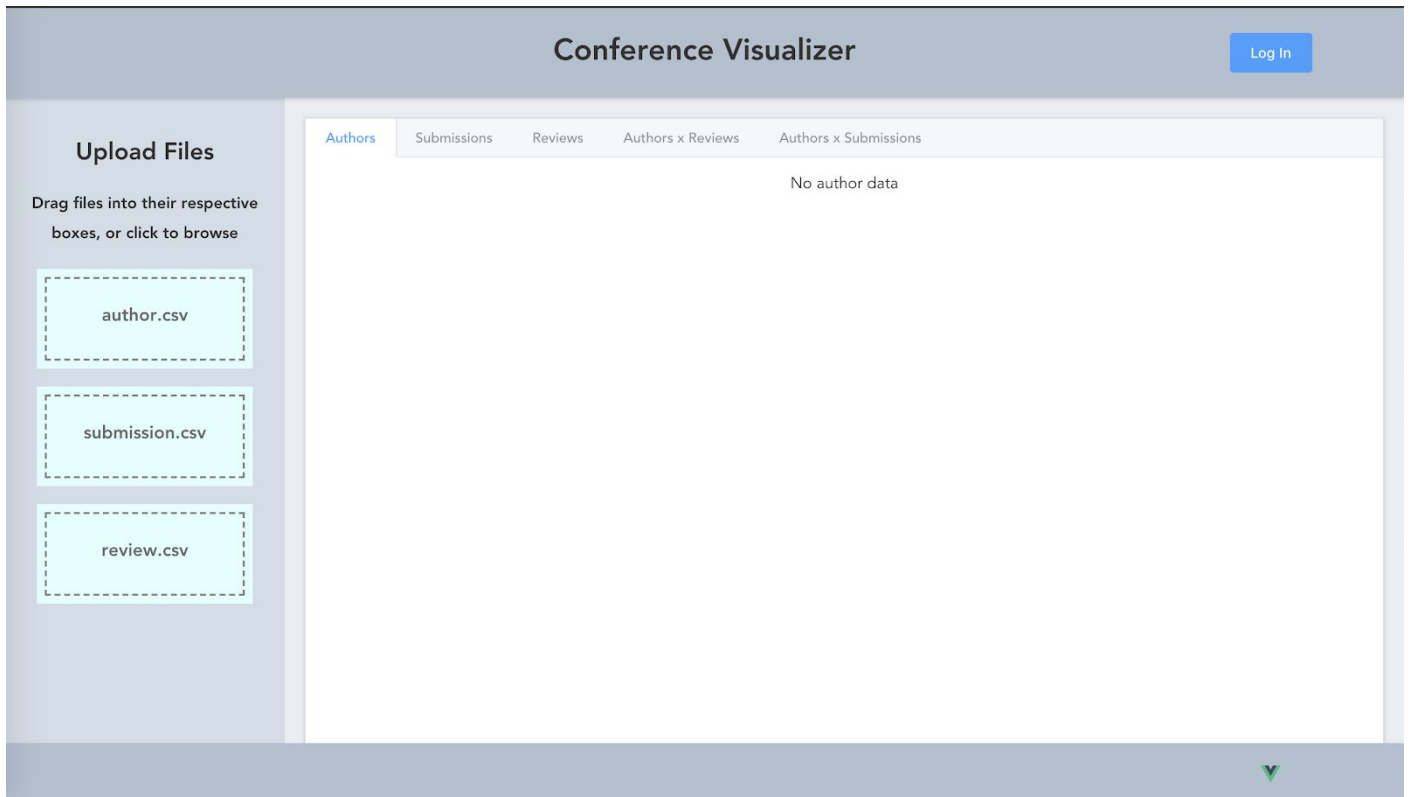 Conference Visualizer
Log In
Upload Files
Drag files into their respective
boxes, or click to browse
author.csv
submission.csv
review.csv
Authors
Submissions
Reviews
Authors x Reviews
Authors x Submissions
No author data